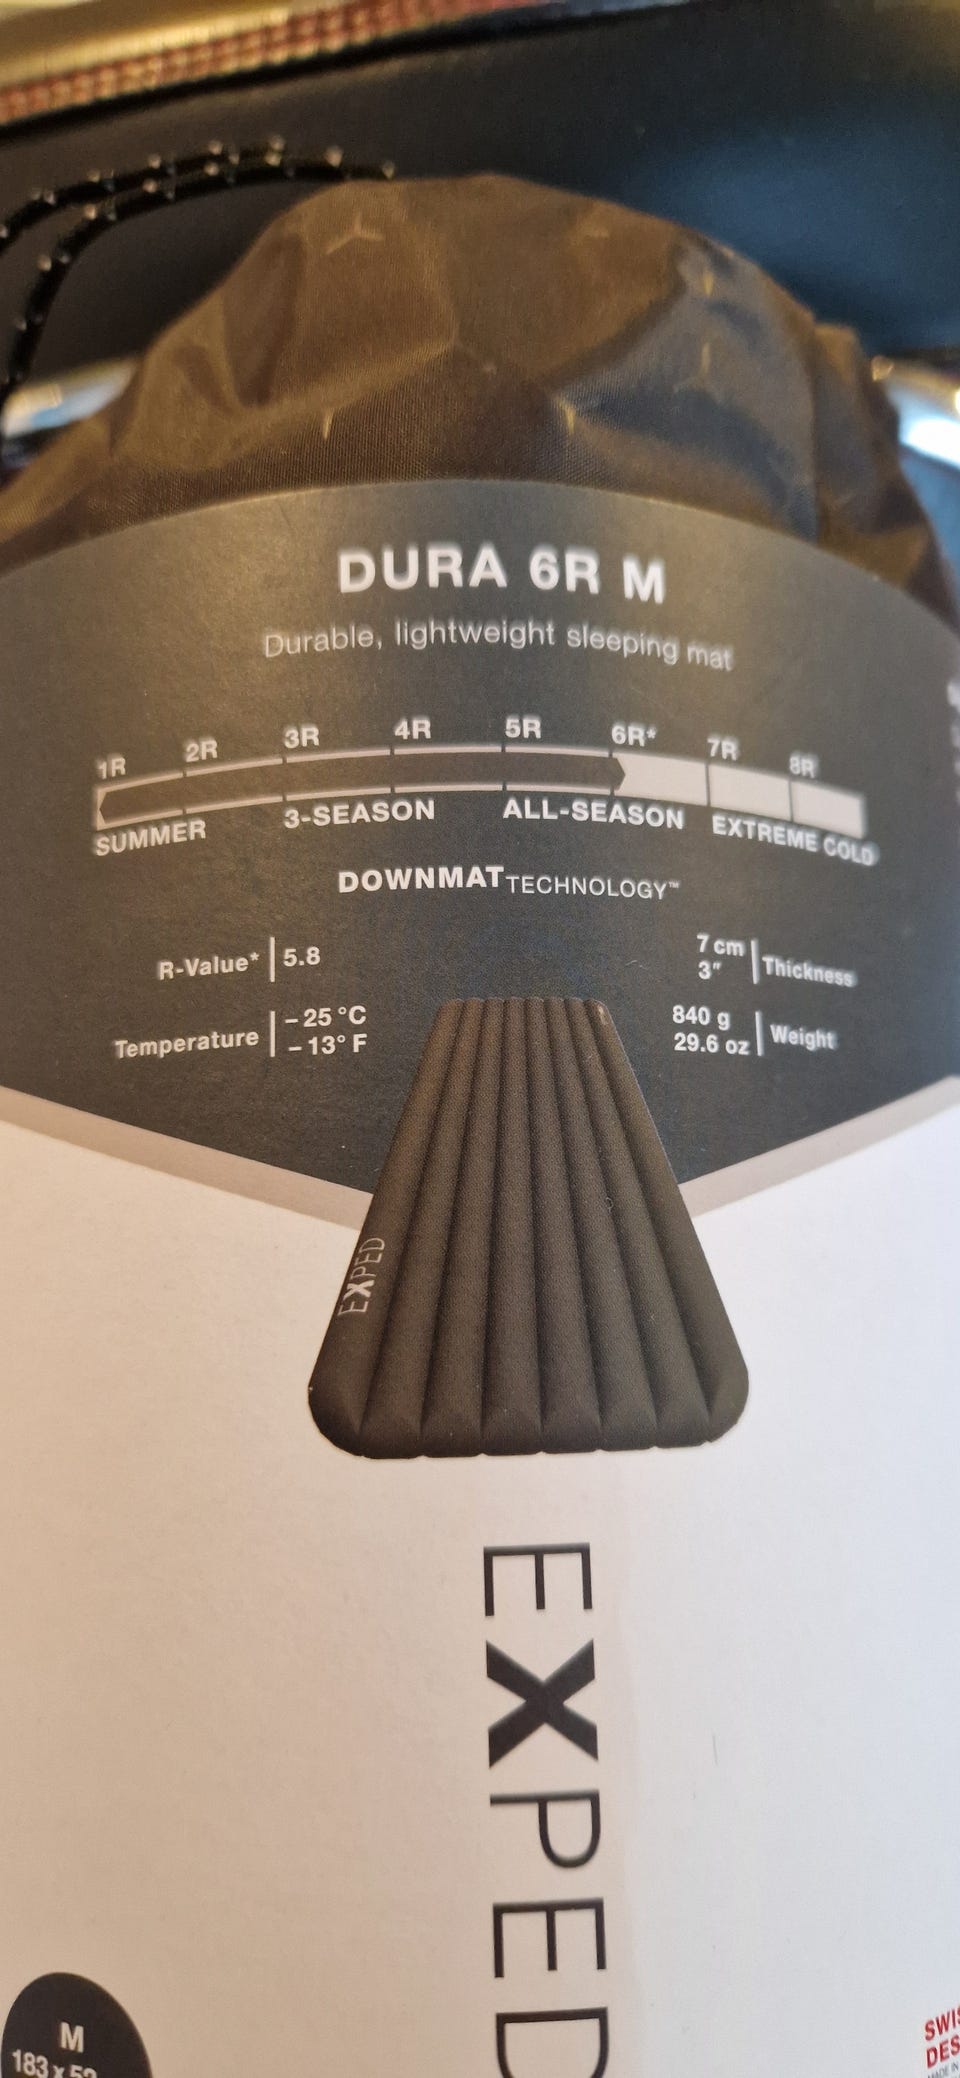 DURA 6R M
Durable, lightweight sleeping mat
1R 2R 3R 4R 5R 6R* 7R 8R
SUMMER 3-SEASON ALL-SEASON EXTREME COLD
DOWNMATTECHNOLOGY™
R-Value* 5.8
Temperature –25 °C
–13° F
7 cm
3″ Thickness
840 g
29.6 oz Weight
EXPED
EXPED
M
183 x